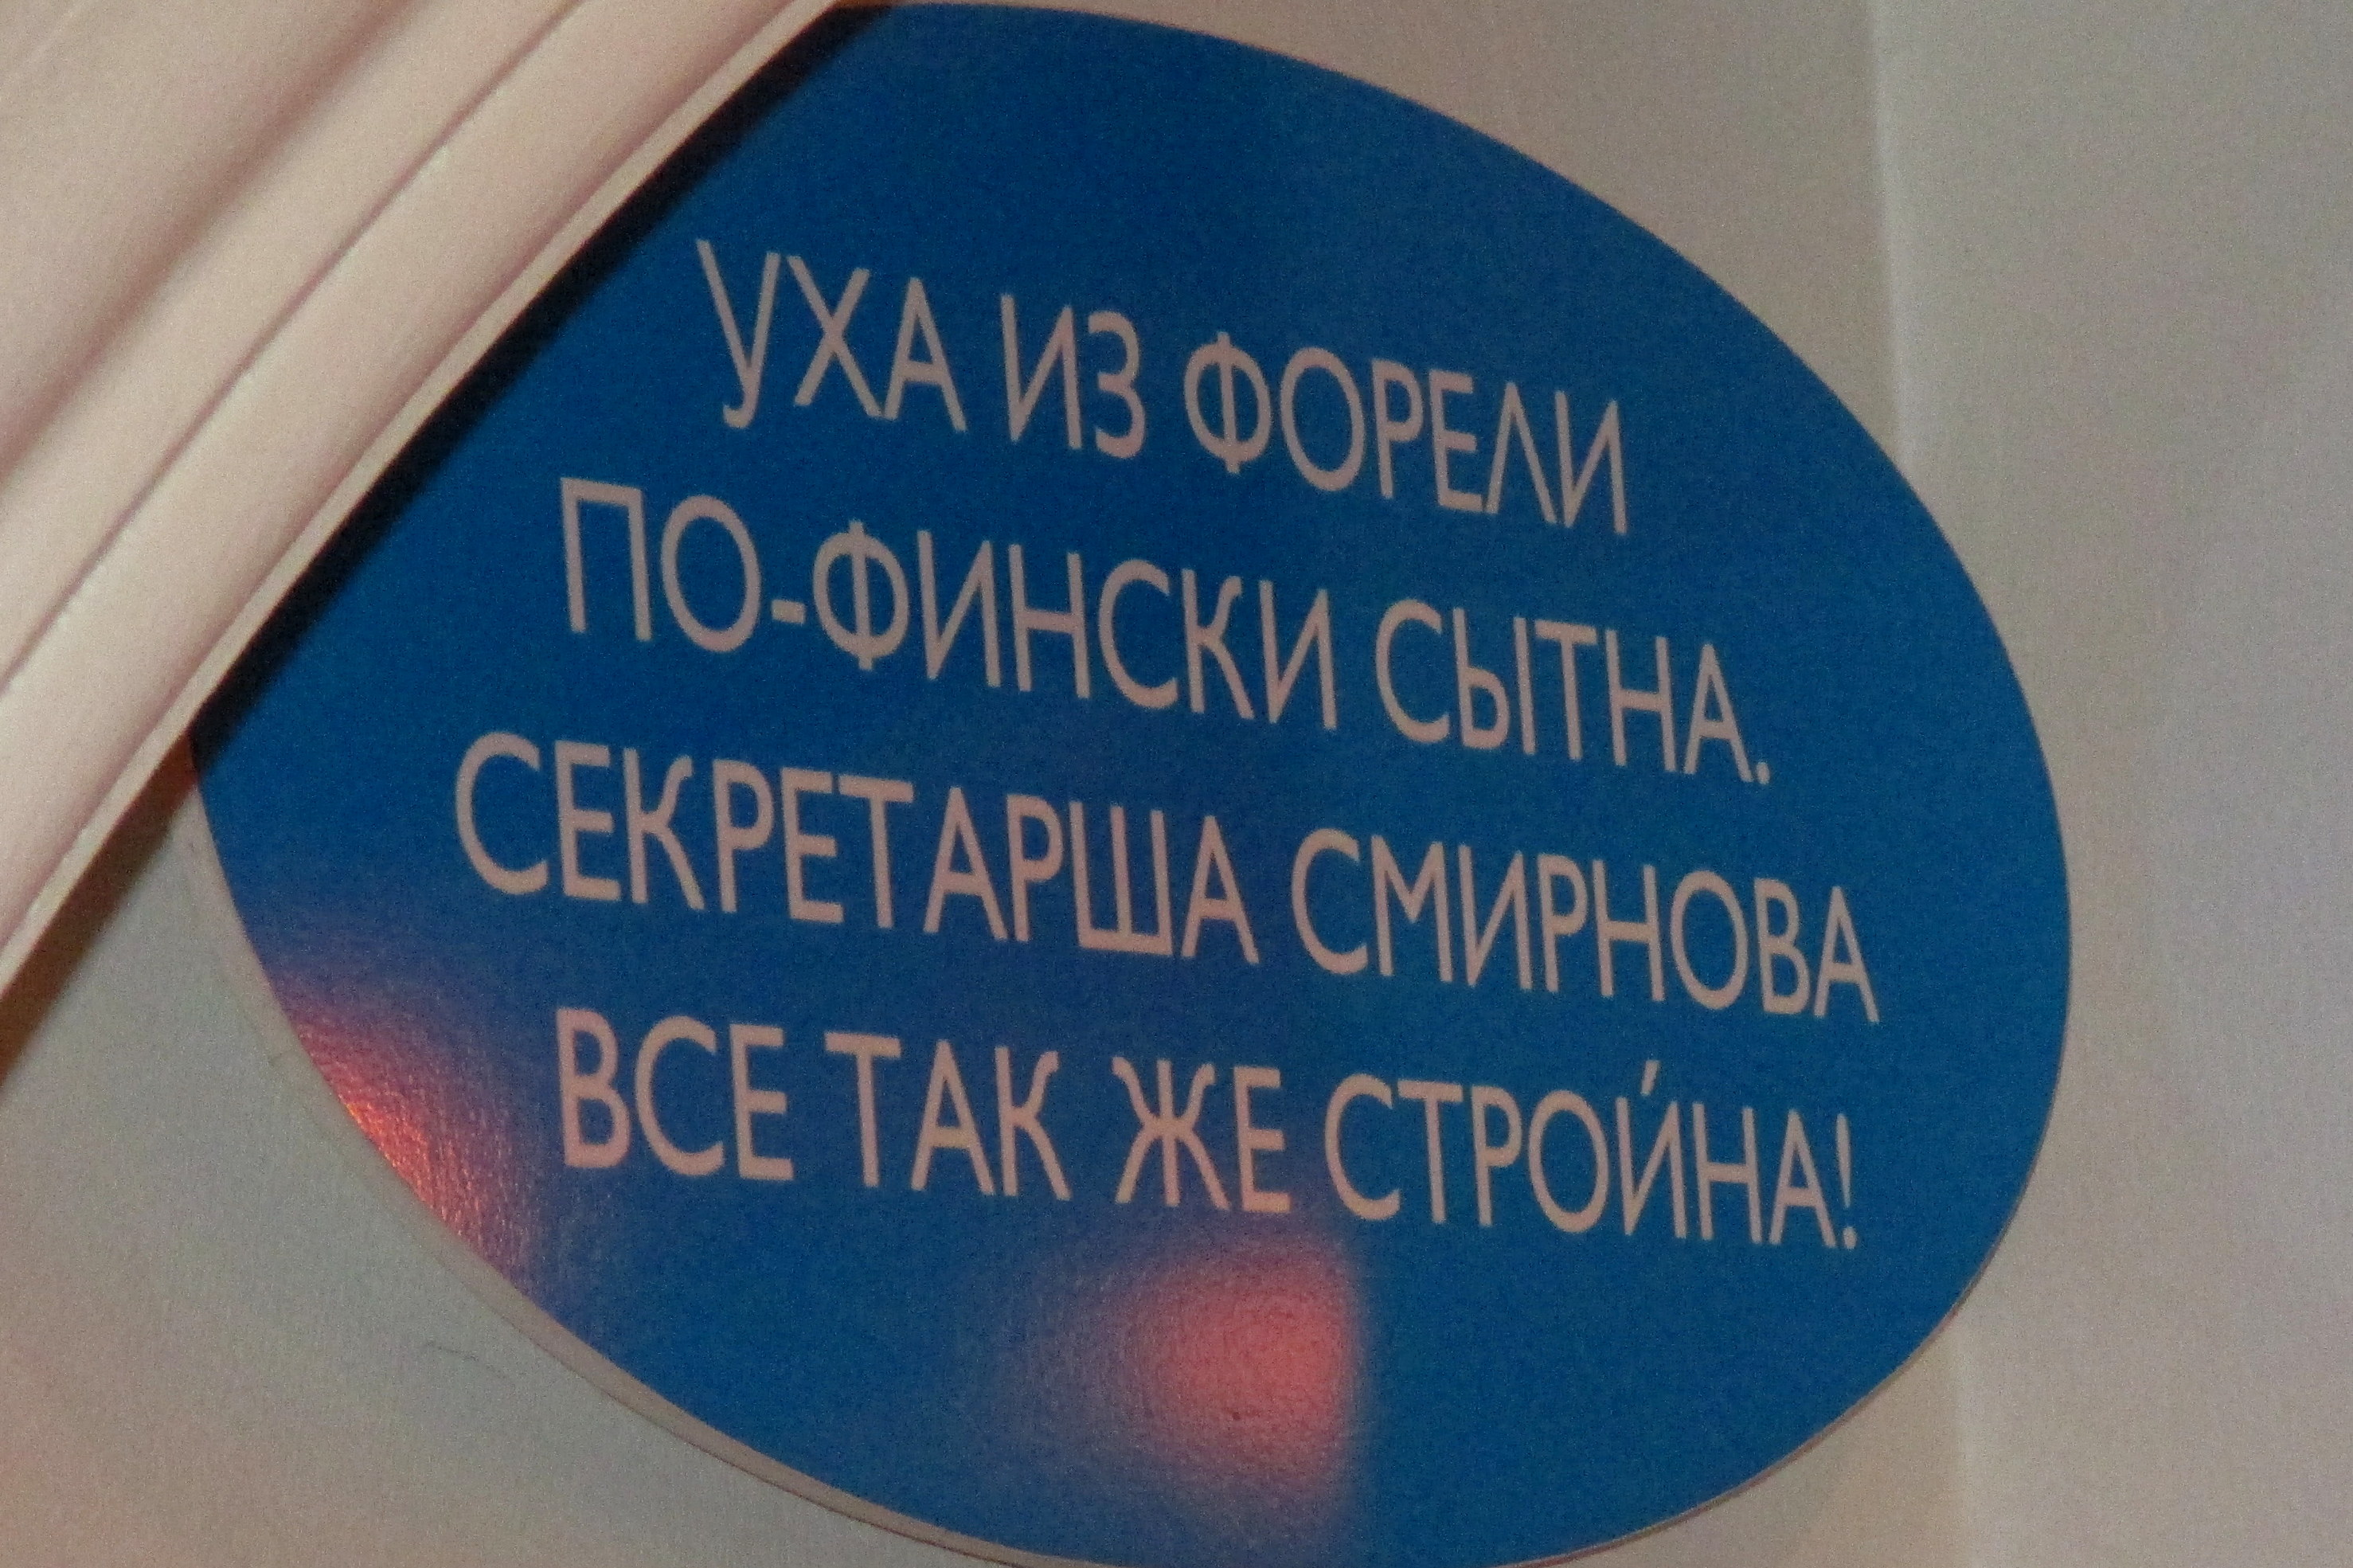 УХА ИЗ ФОРЕЛИ
ПО-ФИНСКИ СЫТНА.
СЕКРЕТАРША СМИРНОВА
ВСЕ ТАК ЖЕ СТРОЙНА!